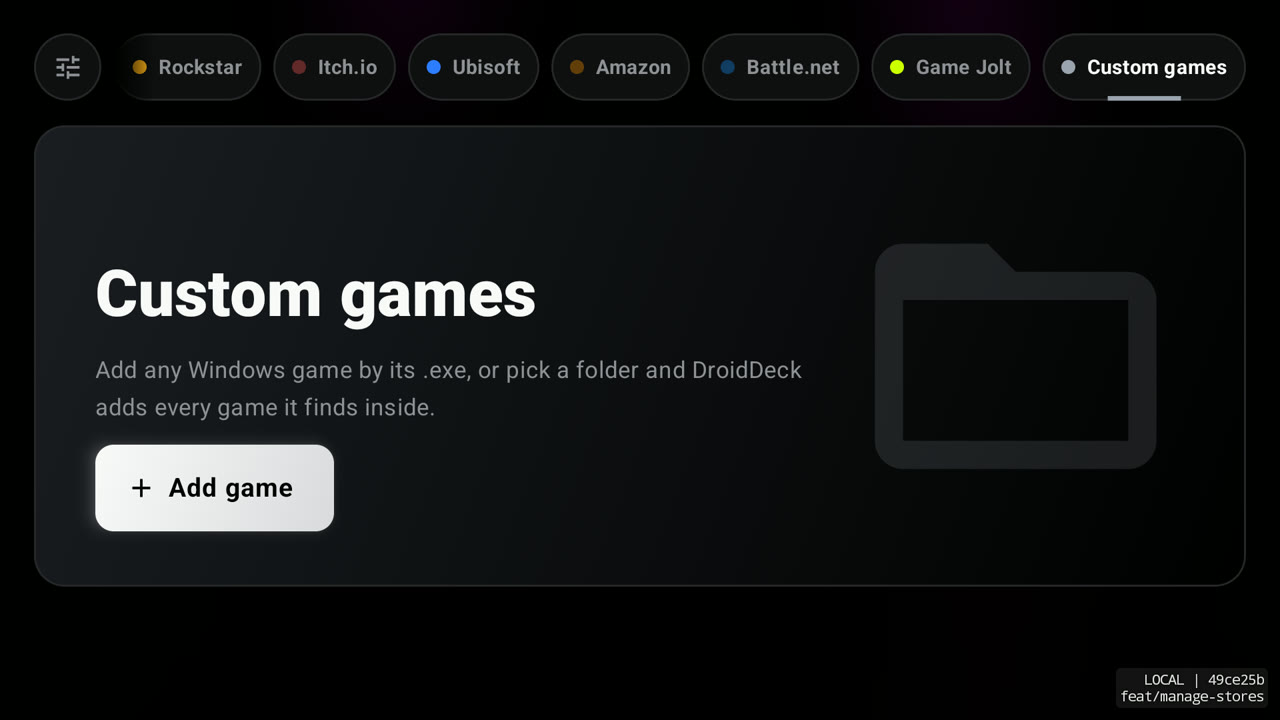 Rockstar
Itch.io
Ubisoft
Amazon
Battle.net
Game Jolt
Custom games
Custom games
Add any Windows game by its .exe, or pick a folder and DroidDeck
adds every game it finds inside.
+ Add game
LOCAL | 49ce25b
feat/manage-stores